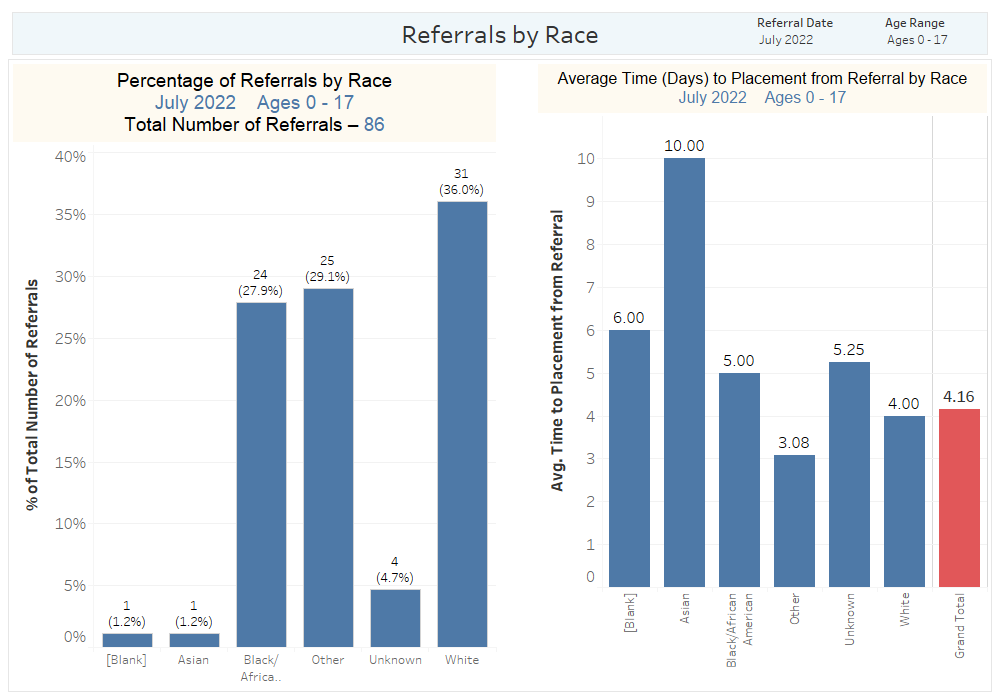 Referrals by Race
Referral Date
July 2022
Age Range
Ages 0 - 17
Percentage of Referrals by Race
July 2022 Ages 0 - 17
Total Number of Referrals – 86
% of Total Number of Referrals
40%
35%
30%
25%
20%
15%
10%
5%
0%
1
(1.2%)
1
(1.2%)
24
(27.9%)
25
(29.1%)
4
(4.7%)
31
(36.0%)
[Blank]
Asian
Black/
Africa..
Other
Unknown
White
Average Time (Days) to Placement from Referral by Race
July 2022 Ages 0 - 17
Avg. Time to Placement from Referral
10
9
8
7
6
5
4
3
2
1
0
6.00
10.00
5.00
3.08
5.25
4.00
4.16
[Blank]
Asian
Black/African
American
Other
Unknown
White
Grand Total